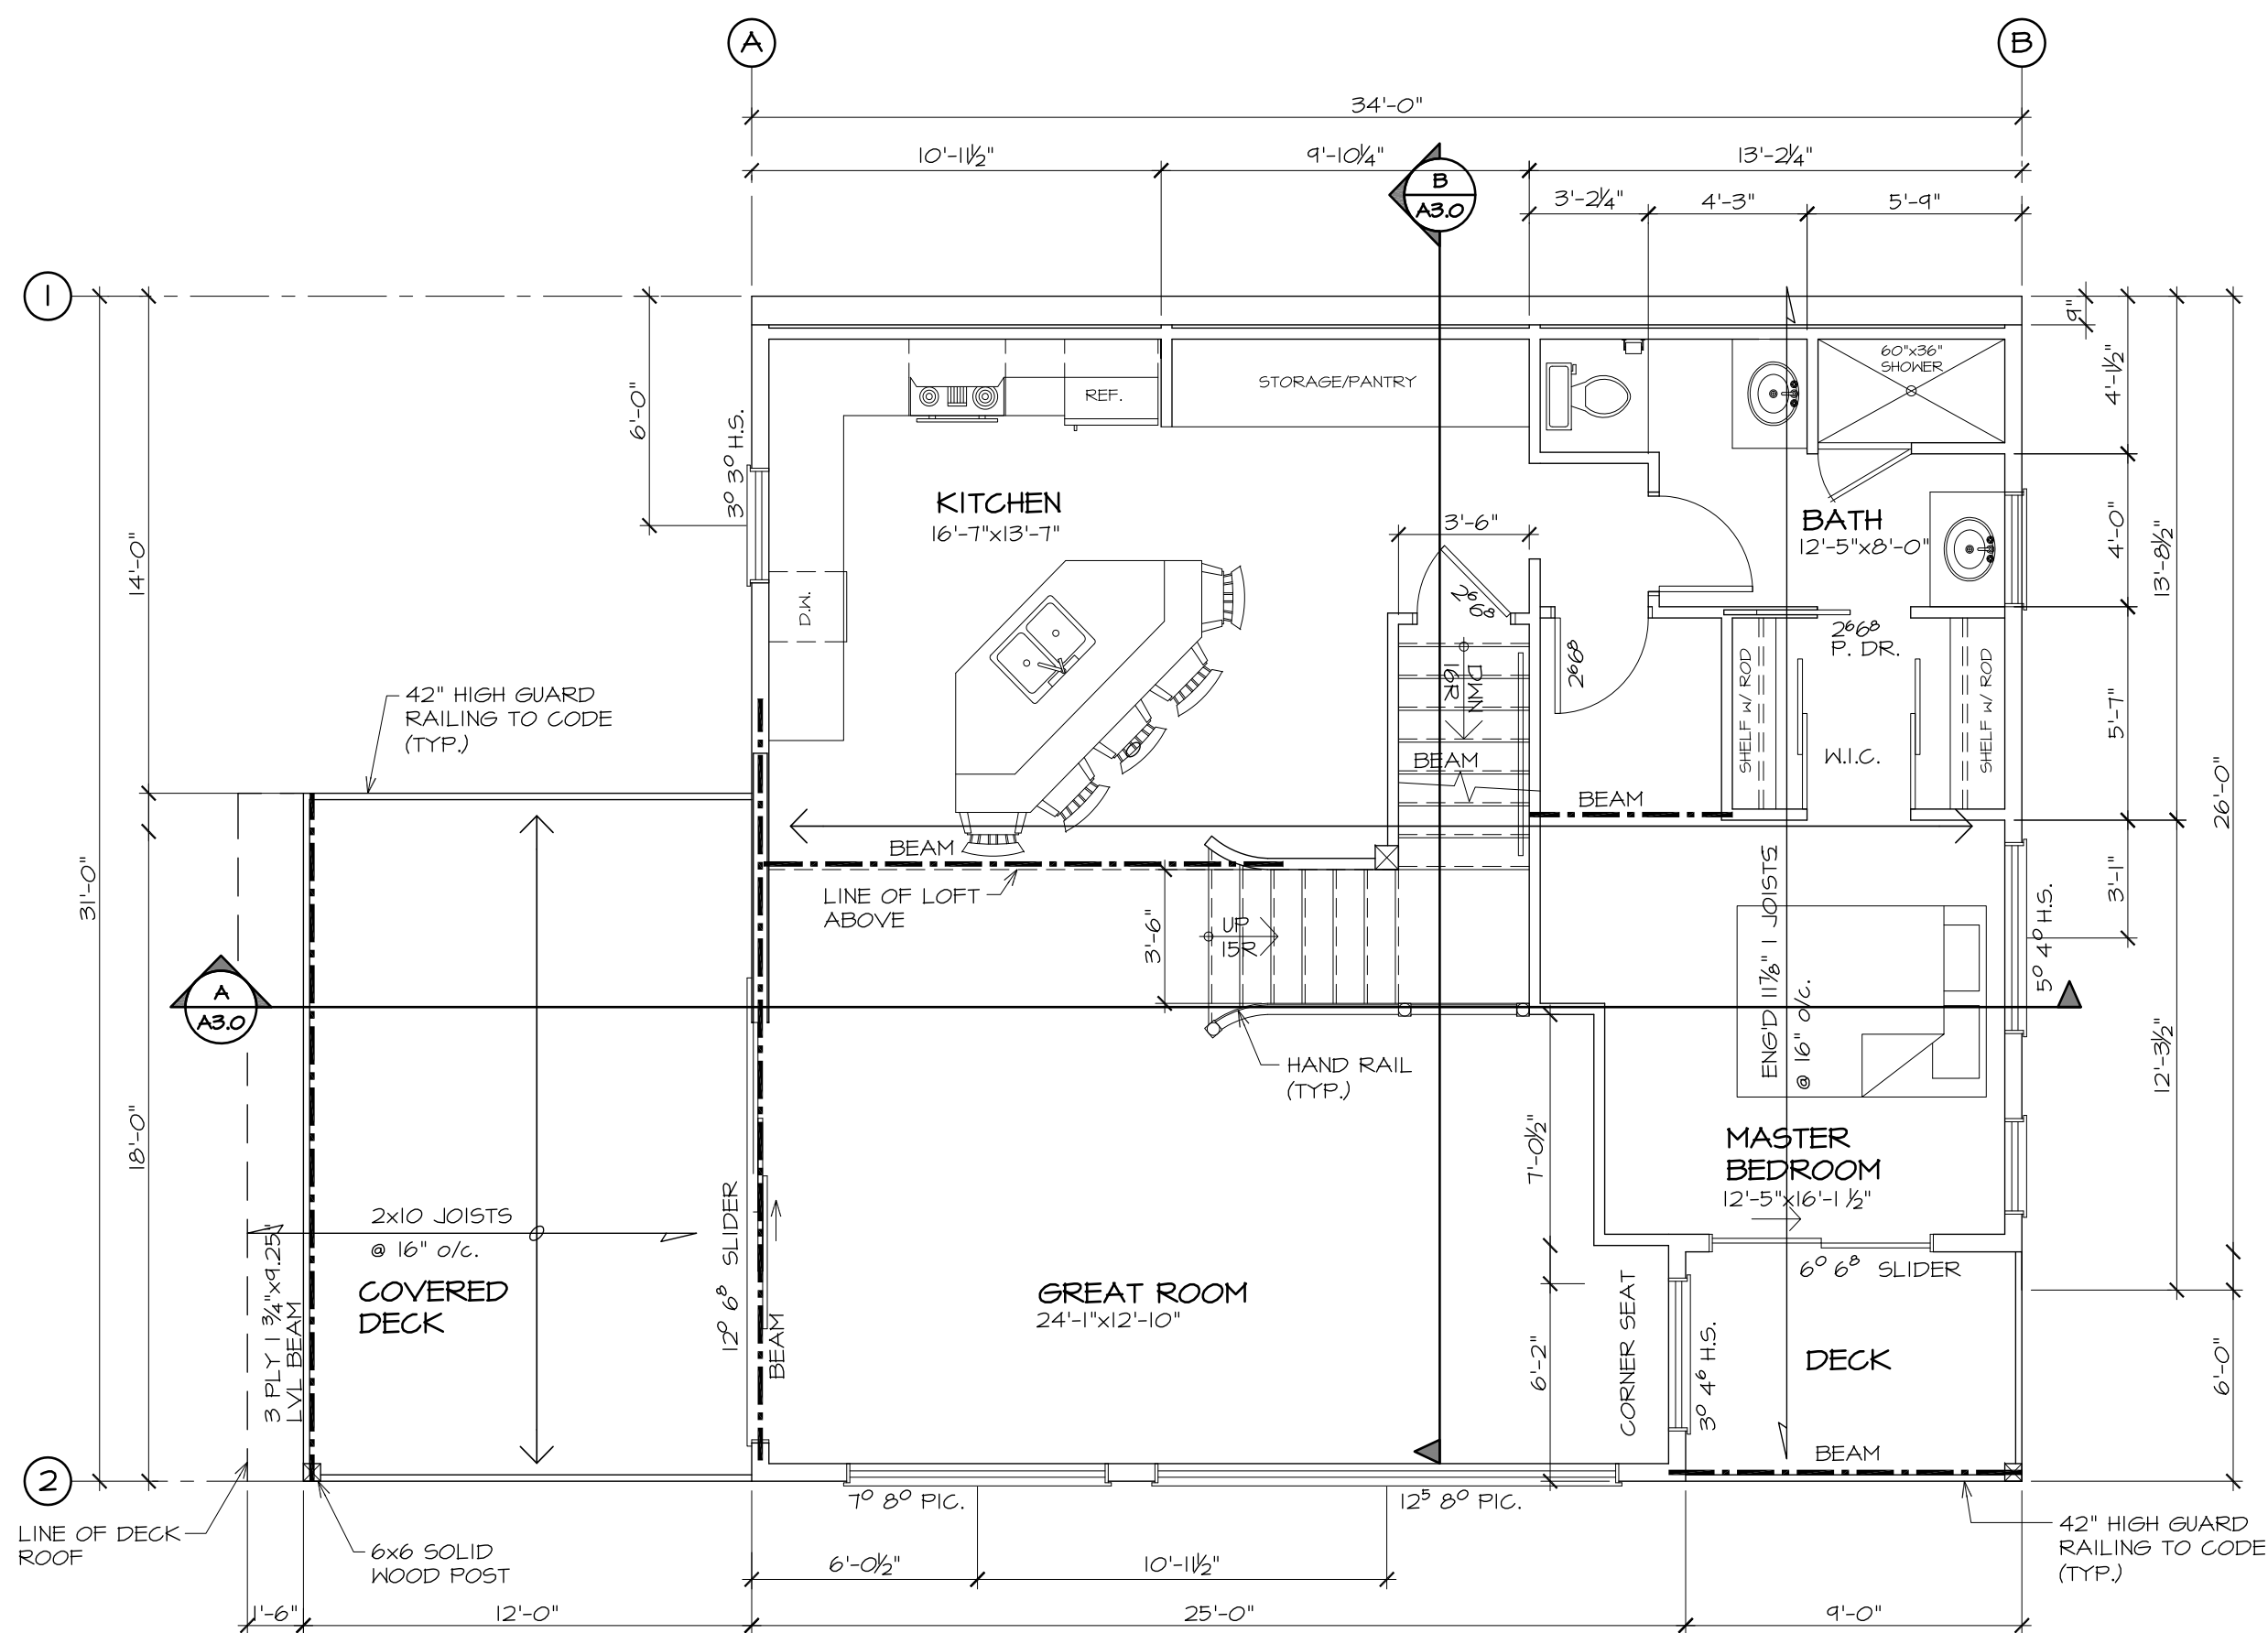 A
B
34'-0"
10'-11½"
9'-10¼"
13'-2¼"
B
A3.0
3'-2¼"
4'-3"
5'-9"
1
9"
6'-0"
3⁰ 3⁰ H.S.
REF.
STORAGE/PANTRY
60"x36"
SHOWER
4'-1½"
KITCHEN
16'-7"x13'-7"
3'-6"
BATH
12'-5"x8'-0"
4'-0"
13'-8½"
14'-0"
D.W.
2⁶ 6⁸
2⁶6⁸
2⁶6⁸
P. DR.
DWN
16R
SHELF W/ ROD
SHELF W/ ROD
W.I.C.
5'-7"
42" HIGH GUARD
RAILING TO CODE
(TYP.)
BEAM
BEAM
26'-0"
31'-0"
BEAM
LINE OF LOFT
ABOVE
3'-6"
UP
15R
ENG'D 11⅞" I JOISTS
@ 16" o/c.
3'-1"
5⁰ 4⁰ H.S.
A
A3.0
HAND RAIL
(TYP.)
12'-3½"
18'-0"
7'-0½"
MASTER
BEDROOM
12'-5"x16'-1 ½"
2x10 JOISTS
@ 16" o/c.
COVERED
DECK
3 PLY 1 ¾"x9.25"
LVL BEAM
12⁰ 6⁸ SLIDER
BEAM
GREAT ROOM
24'-1"x12'-10"
6⁰ 6⁸ SLIDER
CORNER SEAT
6'-2"
3⁰ 4⁶ H.S.
DECK
6'-0"
BEAM
2
7⁰ 8⁰ PIC.
12⁵ 8⁰ PIC.
LINE OF DECK
ROOF
6x6 SOLID
WOOD POST
42" HIGH GUARD
RAILING TO CODE
(TYP.)
6'-0½"
10'-11½"
1'-6"
12'-0"
25'-0"
9'-0"